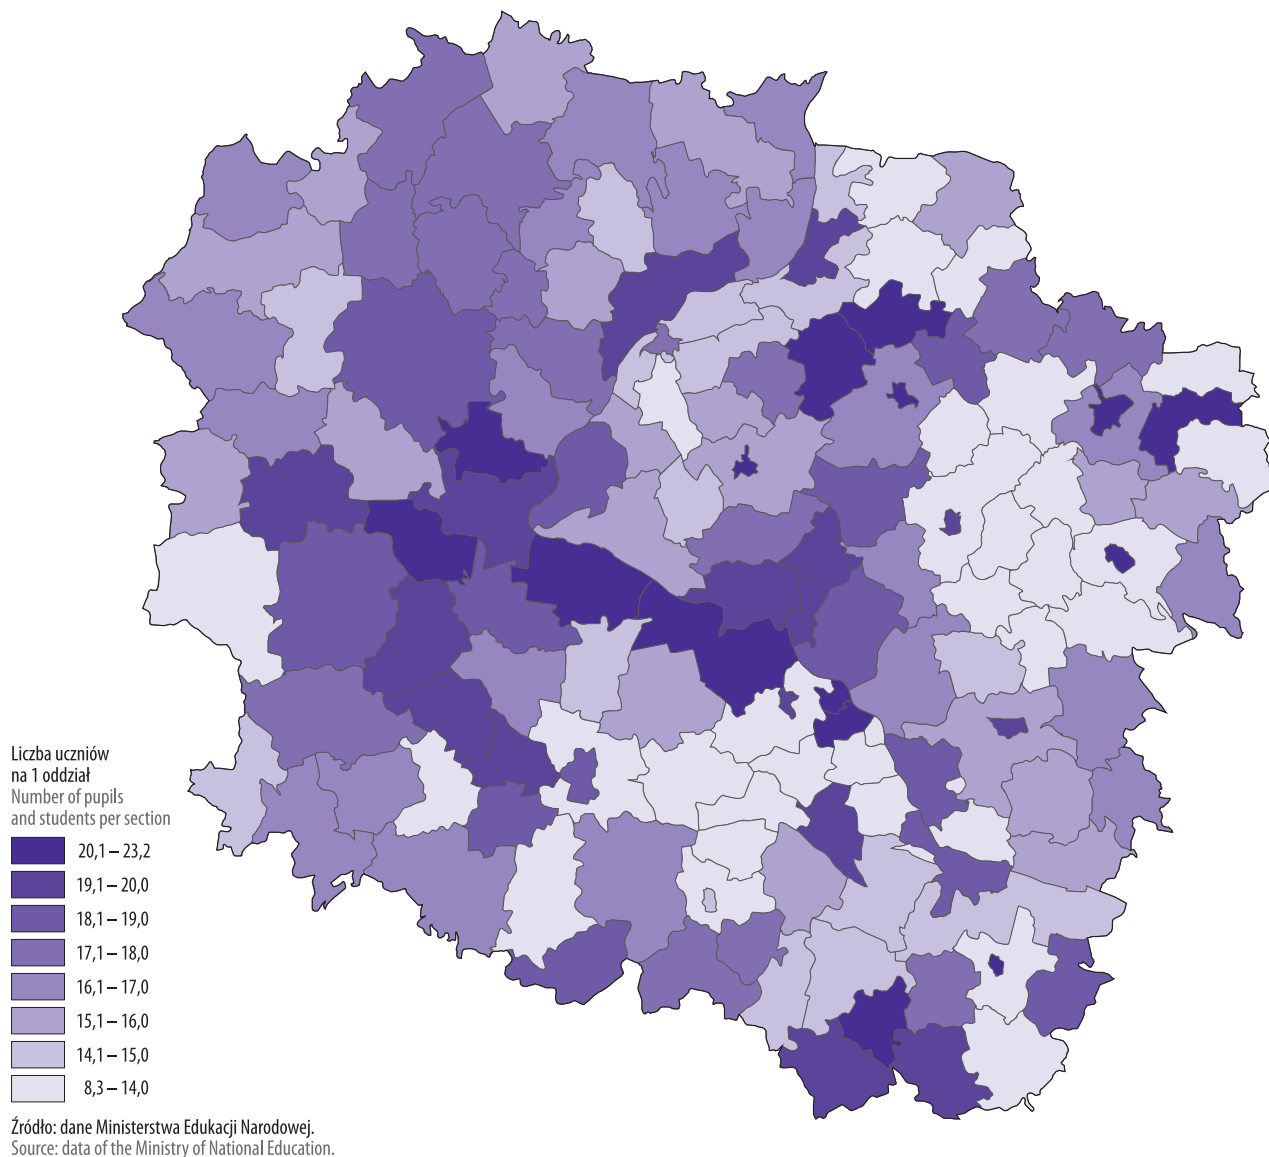 Liczba uczniów
na 1 oddział
Number of pupils
and students per section
20,1 – 23,2
19,1 – 20,0
18,1 – 19,0
17,1 – 18,0
16,1 – 17,0
15,1 – 16,0
14,1 – 15,0
8,3 – 14,0
Źródło: dane Ministerstwa Edukacji Narodowej.
Source: data of the Ministry of National Education.